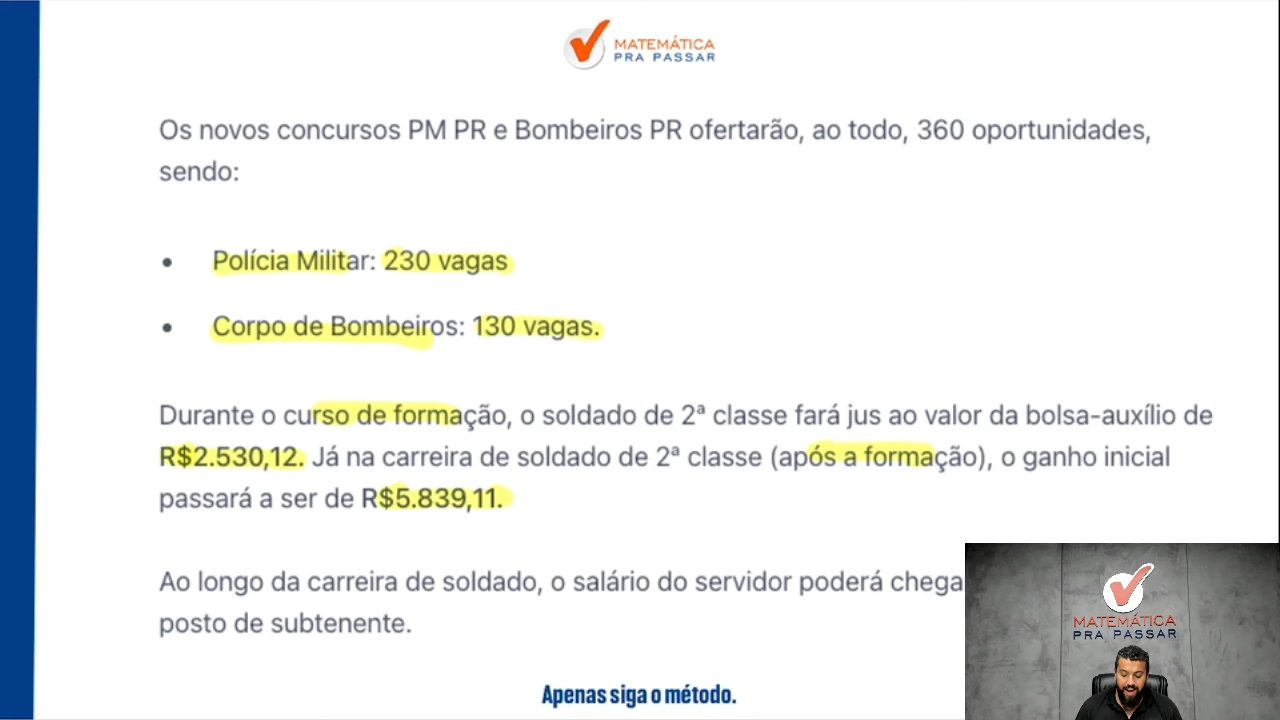 MATEMÁTICA
PRA PASSAR
Os novos concursos PM PR e Bombeiros PR ofertarão, ao todo, 360 oportunidades,
sendo:
• Polícia Militar: 230 vagas
• Corpo de Bombeiros: 130 vagas.
Durante o curso de formação, o soldado de 2ª classe fará jus ao valor da bolsa-auxílio de
R$2.530,12. Já na carreira de soldado de 2ª classe (após a formação), o ganho inicial
passará a ser de R$5.839,11.
Ao longo da carreira de soldado, o salário do servidor poderá chega
posto de subtenente.
MATEMÁTICA
PRA PASSAR
Apenas siga o método.